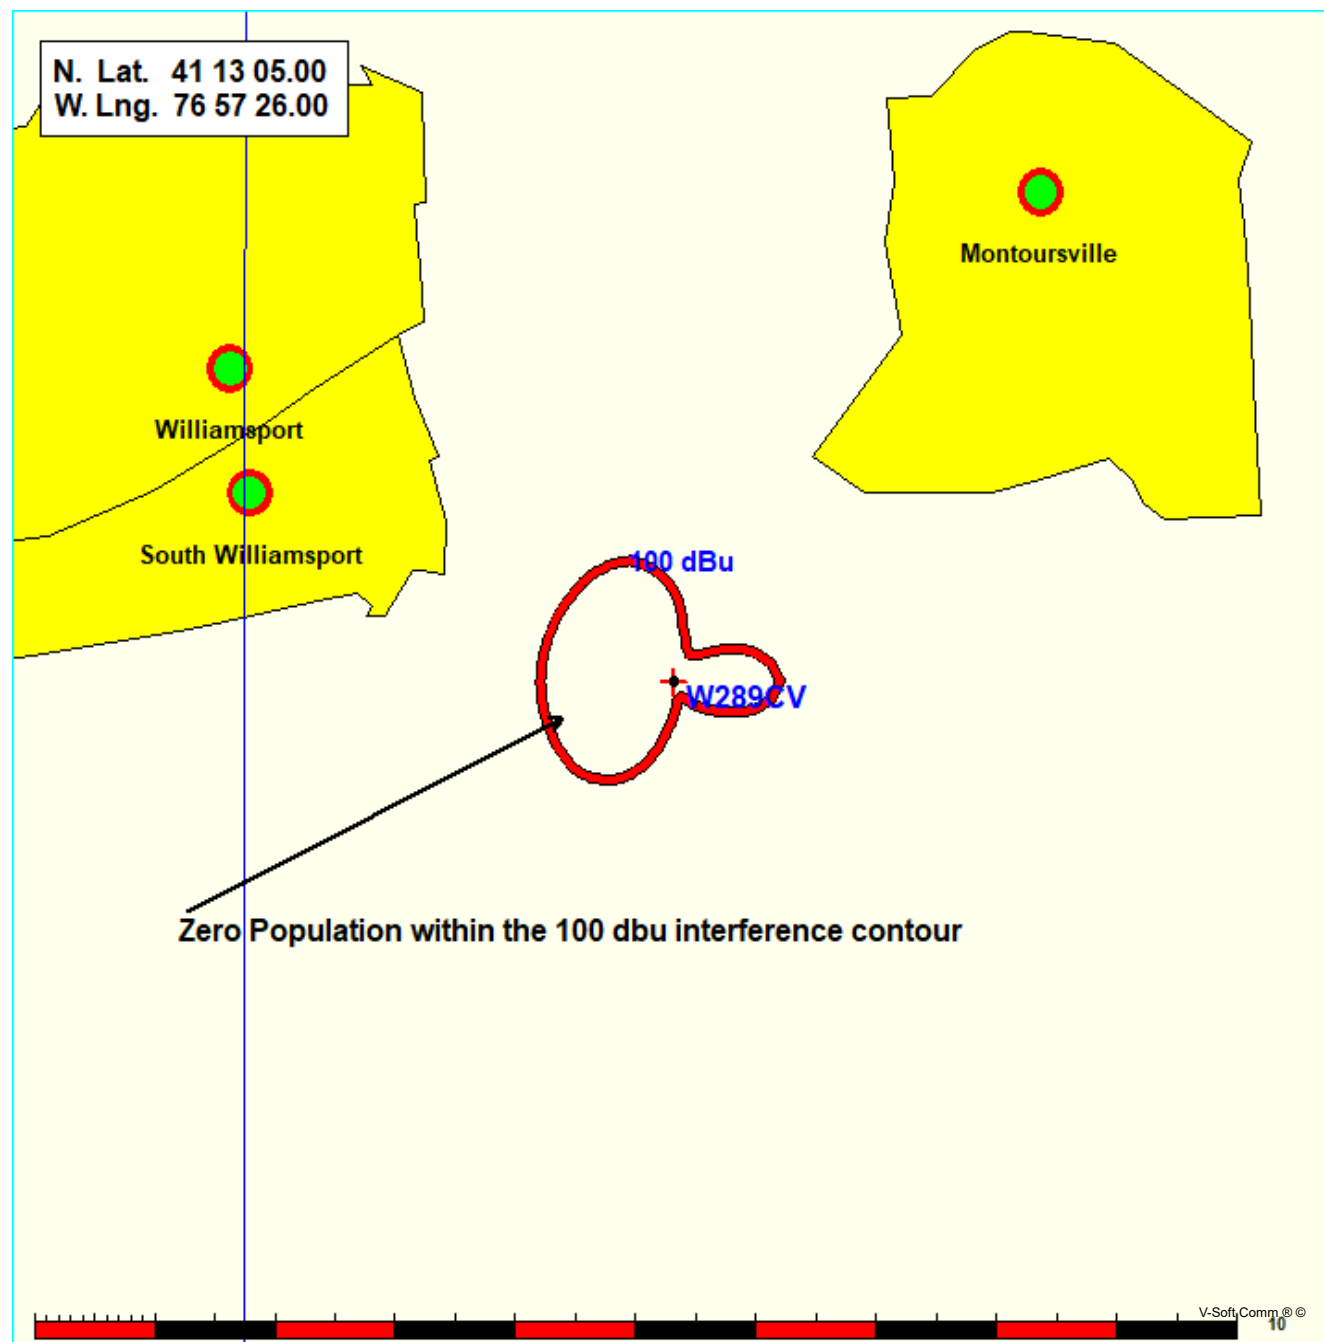 N. Lat. 41 13 05.00
W. Lng. 76 57 26.00
Montoursville
Williamsport
South Williamsport
100 dBu
W289CV
Zero Population within the 100 dbu interference contour
V-Soft Comm ® ©
10